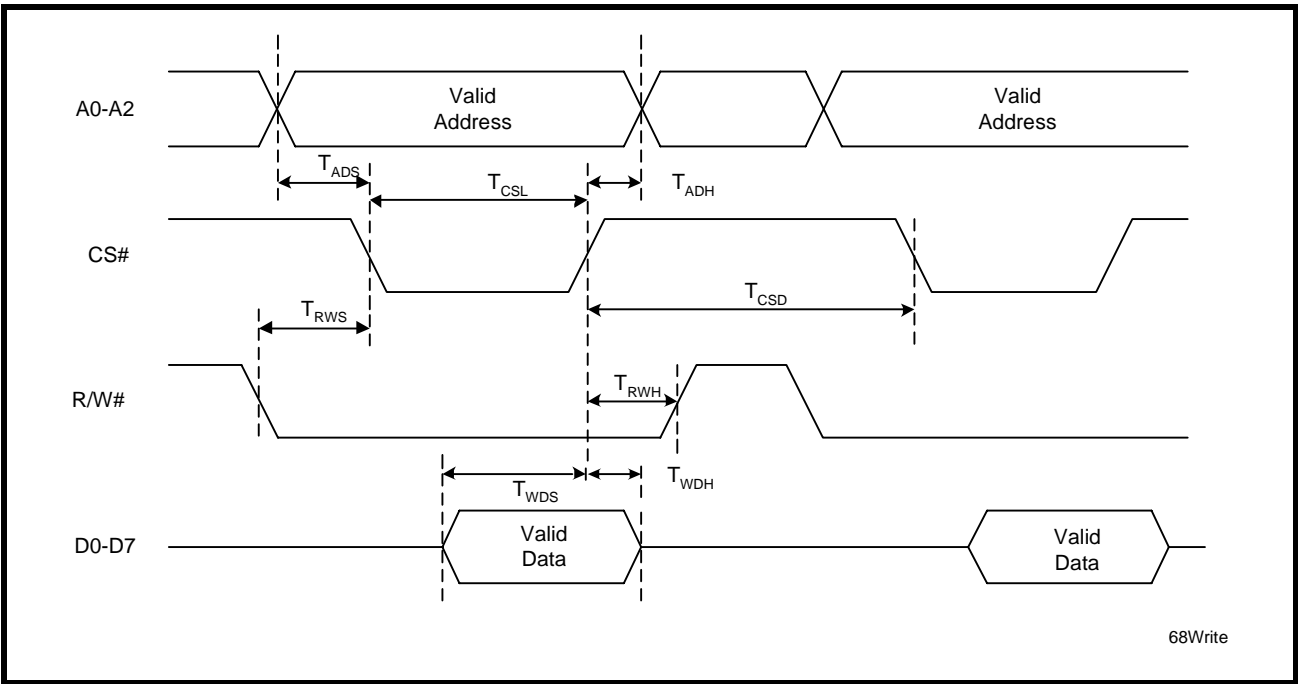 A0-A2
Valid
Address
Valid
Address
TADS
TCSL
TADH
CS#
TRWS
TCSD
R/W#
TRWH
TWDS
TWDH
D0-D7
Valid
Data
Valid
Data
68Write